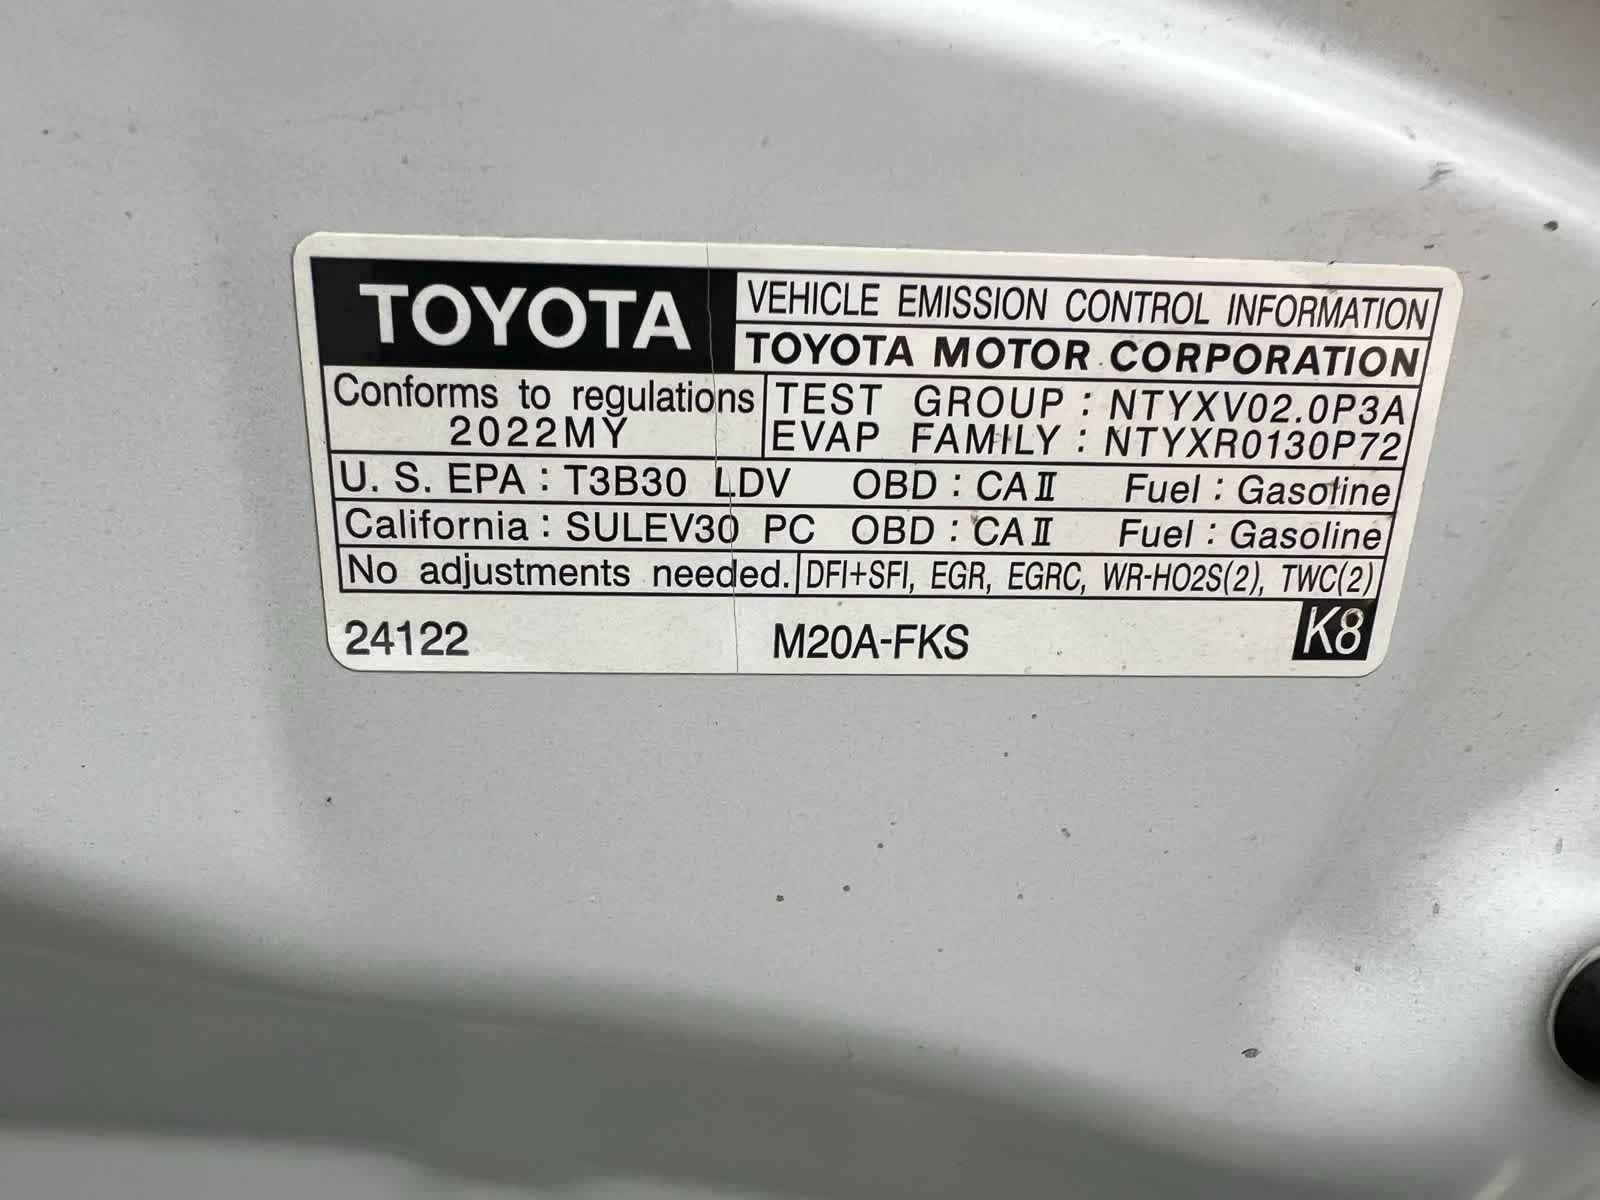 TOYOTA
VEHICLE EMISSION CONTROL INFORMATION
TOYOTA MOTOR CORPORATION
Conforms to regulations
2022MY
TEST GROUP : NTYXV02.0P3A
EVAP FAMILY : NTYXR0130P72
U. S. EPA : T3B30 LDV OBD : CAⅡ Fuel : Gasoline
California : SULEV30 PC OBD : CAⅡ Fuel : Gasoline
No adjustments needed. DFI+SFI, EGR, EGRC, WR-HO2S(2), TWC(2)
24122 M20A-FKS K8